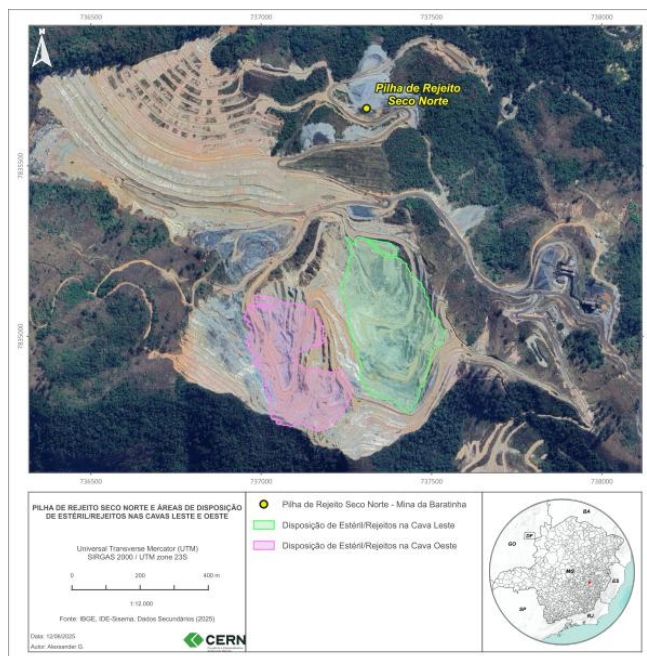 736500 737000 737500 738000
7835500
7835000
N
Pilha de Rejeito
Seco Norte
736500 737000 737500 738000
PILHA DE REJEITO SECO NORTE E ÁREAS DE DISPOSIÇÃO
DE ESTÉRIL/REJEITOS NAS CAVAS LESTE E OESTE
Universal Transverse Mercator (UTM)
SIRGAS 2000 / UTM zone 23S
0 200 400 m
1:12.000
Fonte: IBGE, IDE-Sisema, Dados Secundários (2025)
Data: 12/06/2025
Autor: Alexsander G.
CERN
Pilha de Rejeito Seco Norte - Mina da Baratinha
Disposição de Estéril/Rejeitos na Cava Leste
Disposição de Estéril/Rejeitos na Cava Oeste
BA
GO
DF
MG
ES
SP
RJ